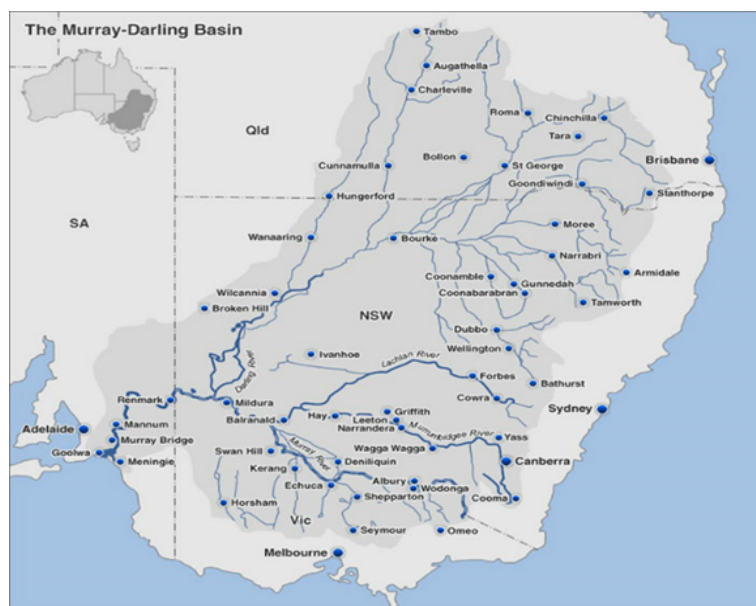 The Murray-Darling Basin
Tambo
Augathella
Charleville
Roma
Chinchilla
Tara
Qld
Brisbane
Cunnamulla
Bollon
St George
Goondiwindi
Stanthorpe
Hungerford
SA
Wanaaring
Bourke
Moree
Narrabri
Coonamble
Gunnedah
Armidale
Coonabarabran
Wilcannia
Tamworth
Broken Hill
NSW
Dubbo
Wellington
Ivanhoe
Darling River
Lachlan River
Forbes
Bathurst
Renmark
Mildura
Cowra
Sydney
Hay
Griffith
Adelaide
Mannum
Balranald
Leeton
Narrandera
Murrumbidgee River
Murray Bridge
Yass
Goolwa
Swan Hill
Murray River
Wagga Wagga
Meningie
Kerang
Deniliquin
Canberra
Echuca
Albury
Wodonga
Shepparton
Cooma
Horsham
Vic
Seymour
Omeo
Melbourne